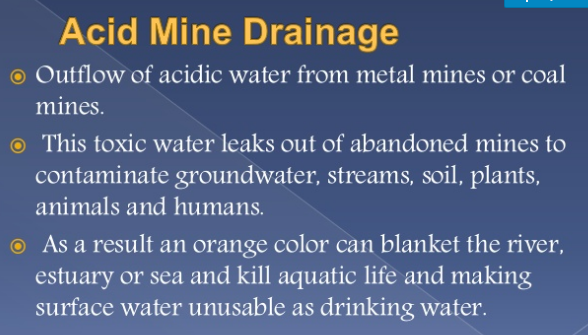 Acid Mine Drainage
Outflow of acidic water from metal mines or coal
mines.
This toxic water leaks out of abandoned mines to
contaminate groundwater, streams, soil, plants,
animals and humans.
As a result an orange color can blanket the river,
estuary or sea and kill aquatic life and making
surface water unusable as drinking water.